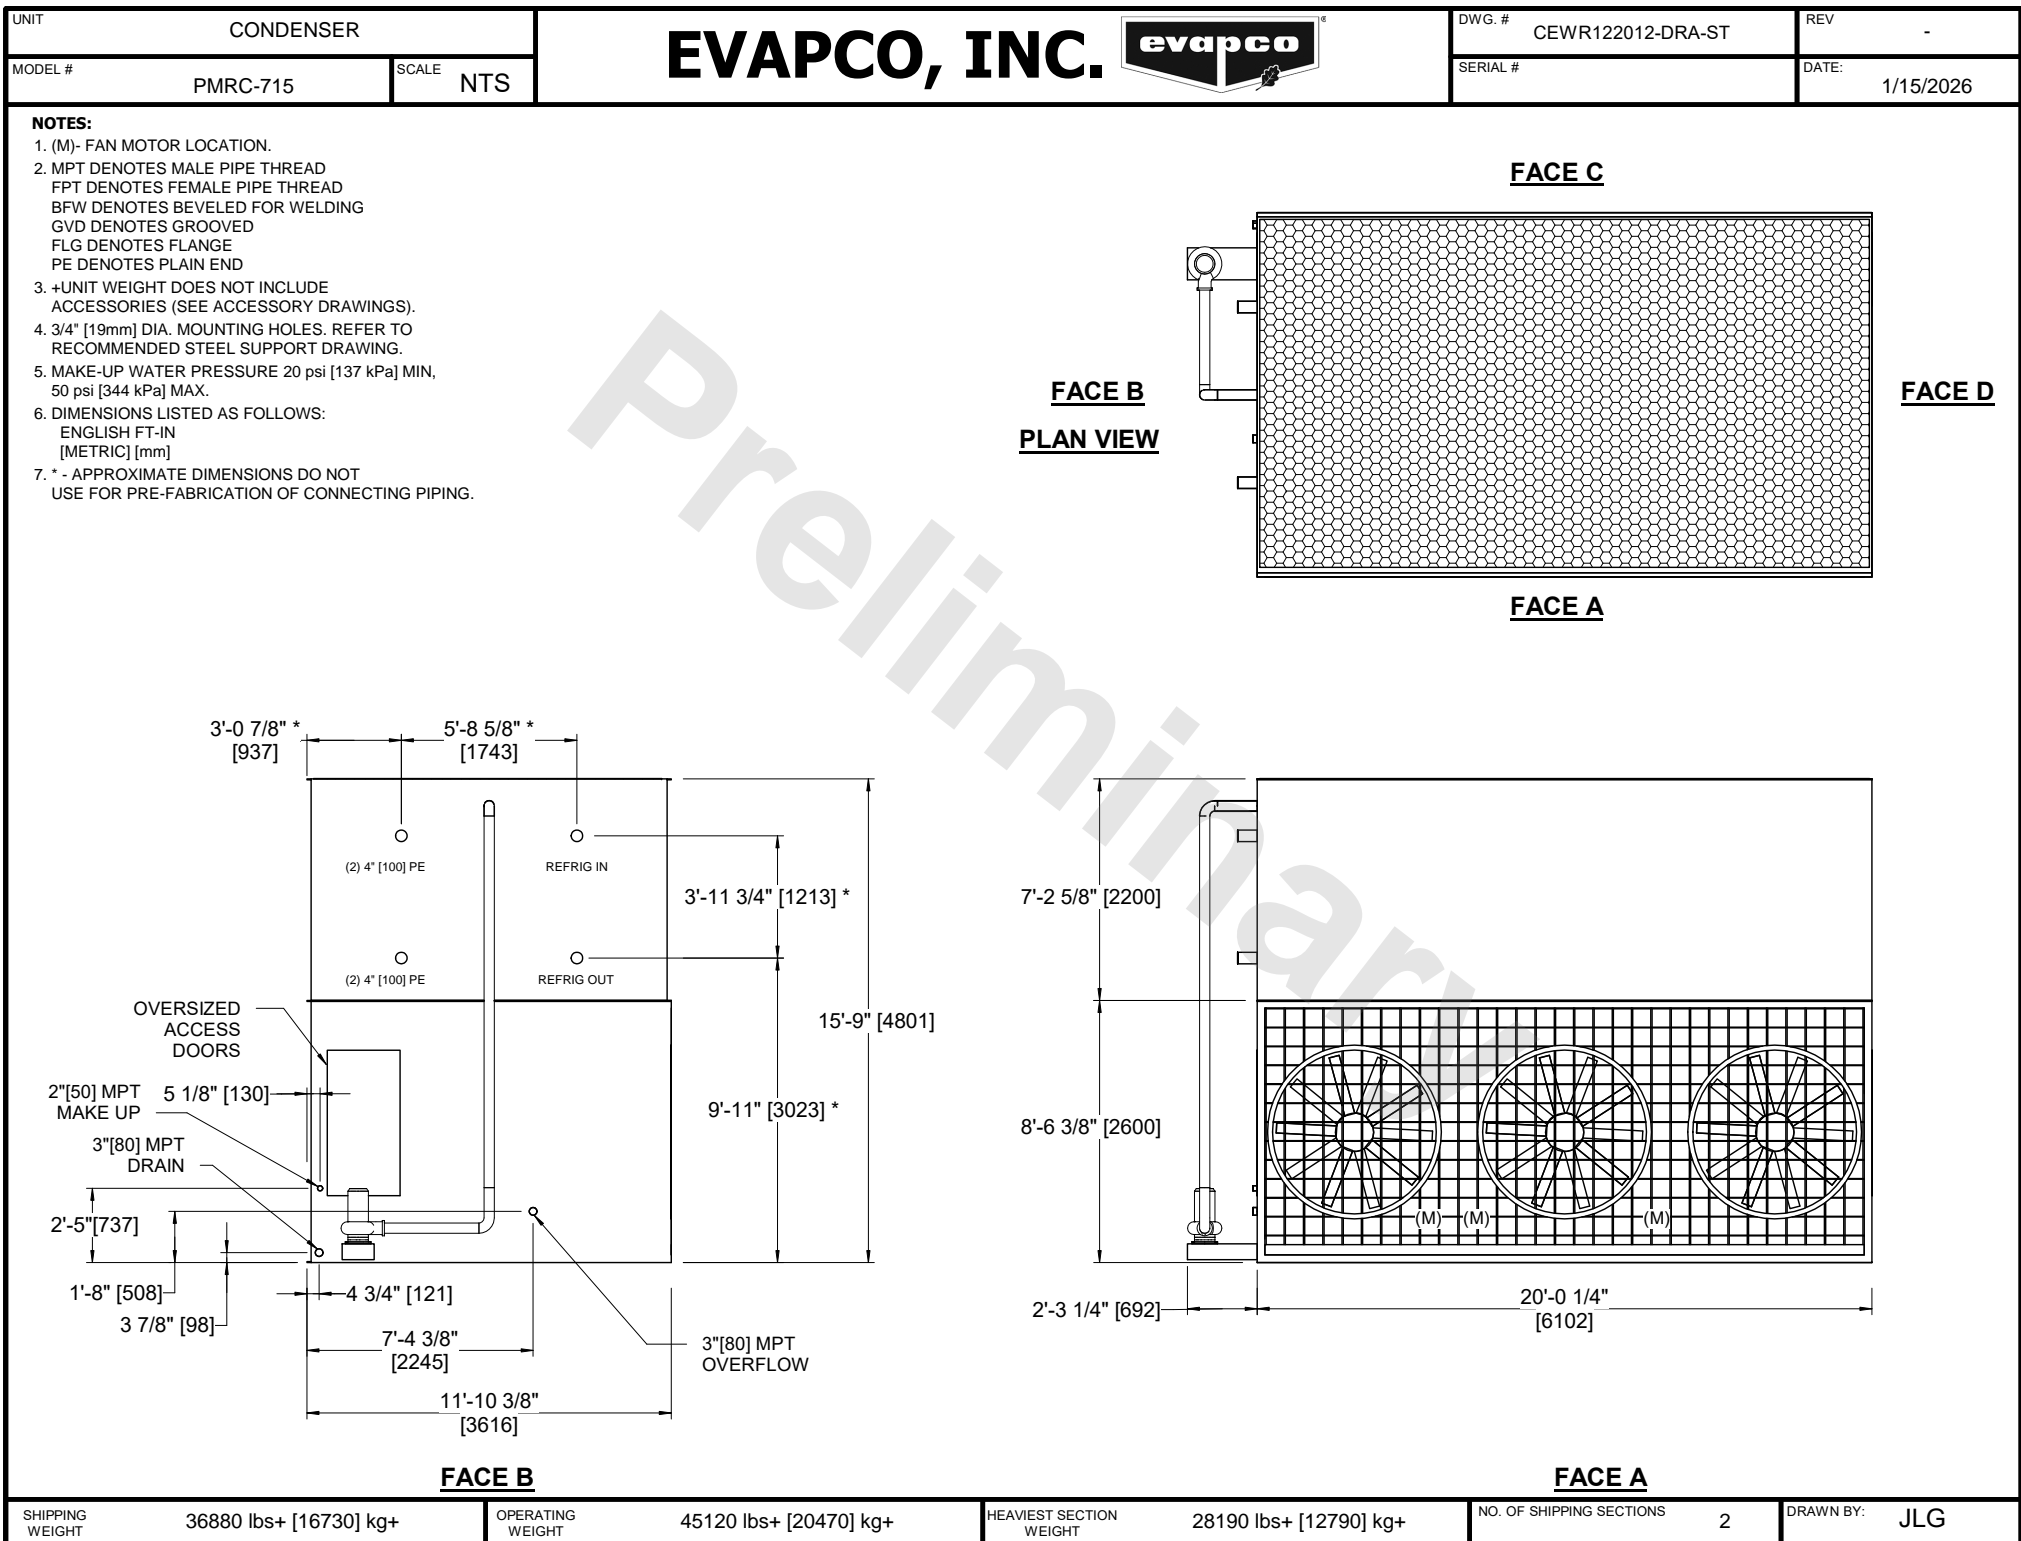 UNIT
CONDENSER
MODEL #
PMRC-715
SCALE
NTS
EVAPCO, INC.
evapco
®
DWG. #
CEWR122012-DRA-ST
REV
-
SERIAL #
DATE:
1/15/2026
NOTES:
1. (M)- FAN MOTOR LOCATION.
2. MPT DENOTES MALE PIPE THREAD
FPT DENOTES FEMALE PIPE THREAD
BFW DENOTES BEVELED FOR WELDING
GVD DENOTES GROOVED
FLG DENOTES FLANGE
PE DENOTES PLAIN END
3. +UNIT WEIGHT DOES NOT INCLUDE
ACCESSORIES (SEE ACCESSORY DRAWINGS).
4. 3/4" [19mm] DIA. MOUNTING HOLES. REFER TO
RECOMMENDED STEEL SUPPORT DRAWING.
5. MAKE-UP WATER PRESSURE 20 psi [137 kPa] MIN,
50 psi [344 kPa] MAX.
6. DIMENSIONS LISTED AS FOLLOWS:
ENGLISH FT-IN
[METRIC] [mm]
7. * - APPROXIMATE DIMENSIONS DO NOT
USE FOR PRE-FABRICATION OF CONNECTING PIPING.
FACE C
FACE B
PLAN VIEW
FACE D
FACE A
Preliminary
3'-0 7/8" *
[937]
5'-8 5/8" *
[1743]
(2) 4" [100] PE
REFRIG IN
3'-11 3/4" [1213] *
(2) 4" [100] PE
REFRIG OUT
OVERSIZED
ACCESS
DOORS
15'-9" [4801]
2"[50] MPT
MAKE UP
5 1/8" [130]
9'-11" [3023] *
3"[80] MPT
DRAIN
2'-5"[737]
1'-8" [508]
4 3/4" [121]
3 7/8" [98]
7'-4 3/8"
[2245]
3"[80] MPT
OVERFLOW
11'-10 3/8"
[3616]
FACE B
7'-2 5/8" [2200]
8'-6 3/8" [2600]
(M)
(M)
(M)
2'-3 1/4" [692]
20'-0 1/4"
[6102]
FACE A
SHIPPING
WEIGHT
36880 lbs+ [16730] kg+
OPERATING
WEIGHT
45120 lbs+ [20470] kg+
HEAVIEST SECTION
WEIGHT
28190 lbs+ [12790] kg+
NO. OF SHIPPING SECTIONS
2
DRAWN BY:
JLG